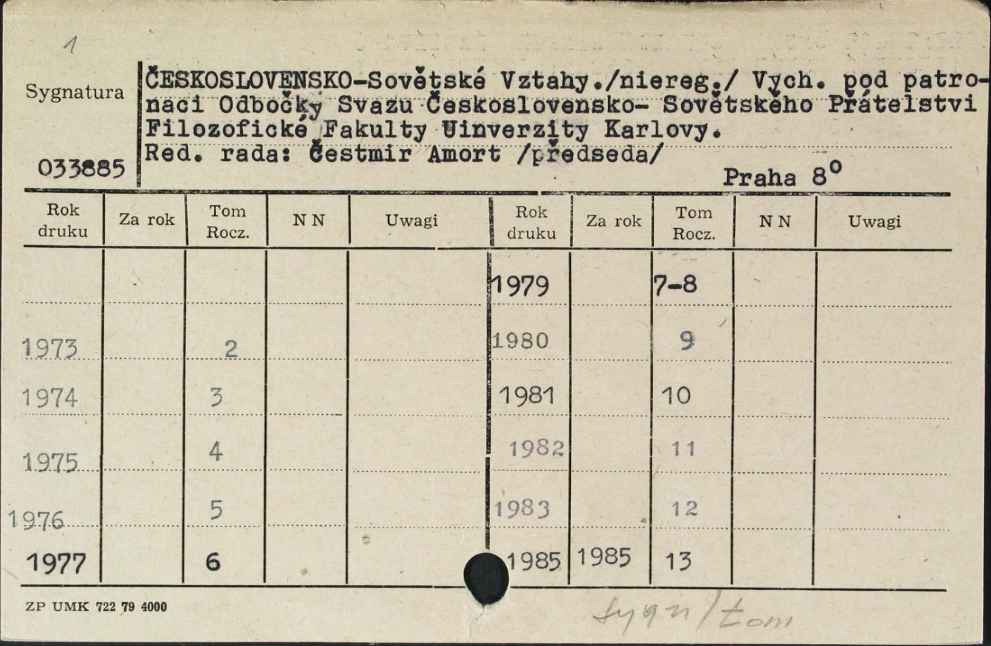 1
Sygnatura
033885
ČESKOSLOVENSKO-Sovětské Vztahy./niereg./ Vych. pod patro-
naci Odbočky Svazu Československo- Sovětského Přátelstvi
Filozofické Fakulty Uinverzity Karlovy.
Red. rada: Čestmir Amort /předseda/
Praha 8°
Rok druku Za rok Tom Rocz. N N Uwagi Rok druku Za rok Tom Rocz. N N Uwagi
1979 7-8
1973 2 1980 9
1974 3 1981 10
1975 4 1982 11
1976 5 1983 12
1977 6 1985 1985 13
ZP UMK 722 79 4000
sygn/tom